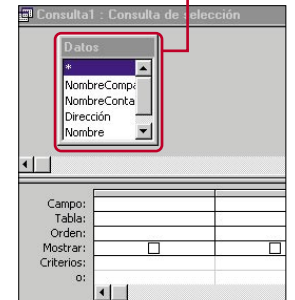 Consulta1 : Consulta de selección
Datos
*
NombreCompa
NombreConta
Dirección
Nombre
Campo:
Tabla:
Orden:
Mostrar:
Criterios:
o: